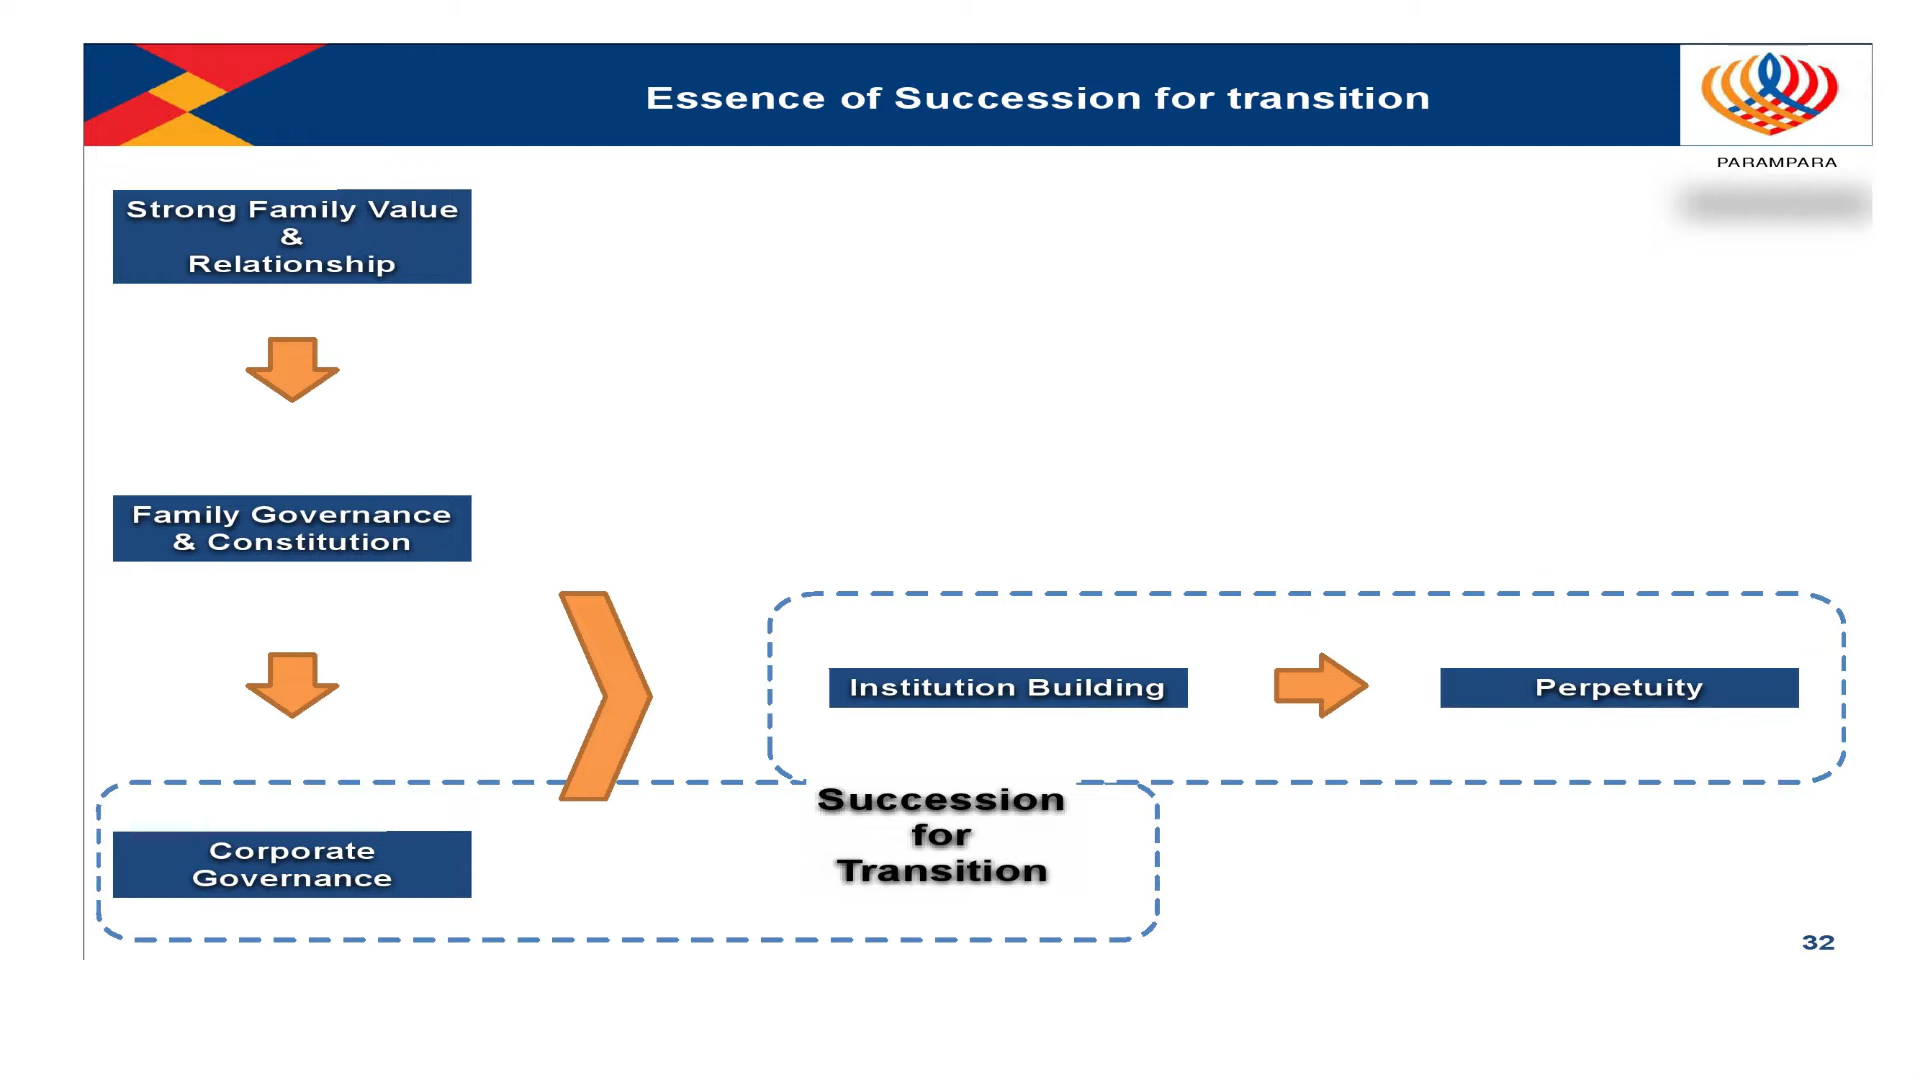 Essence of Succession for transition
PARAMPARA
Strong Family Value
&
Relationship
Family Governance
& Constitution
Institution Building
Perpetuity
Succession
for
Transition
Corporate
Governance
32